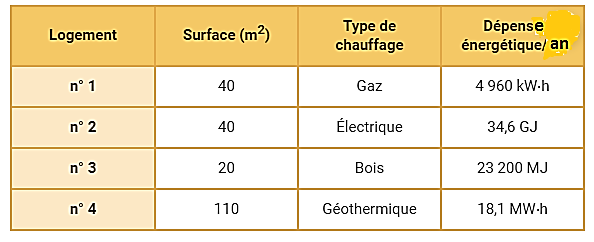 Logement Surface (m²) Type de chauffage Dépense énergétique/ an
n° 1 40 Gaz 4 960 kW·h
n° 2 40 Électrique 34,6 GJ
n° 3 20 Bois 23 200 MJ
n° 4 110 Géothermique 18,1 MW·h